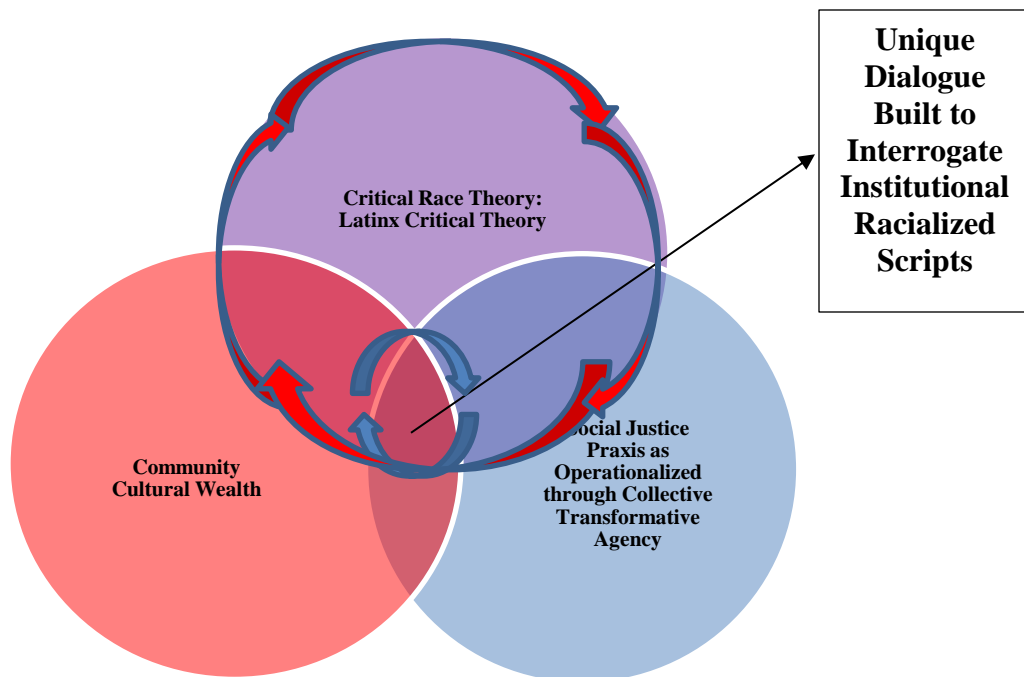 Unique
Dialogue
Built to
Interrogate
Institutional
Racialized
Scripts
Critical Race Theory:
Latinx Critical Theory
Community
Cultural Wealth
Social Justice
Praxis as
Operationalized
through Collective
Transformative
Agency